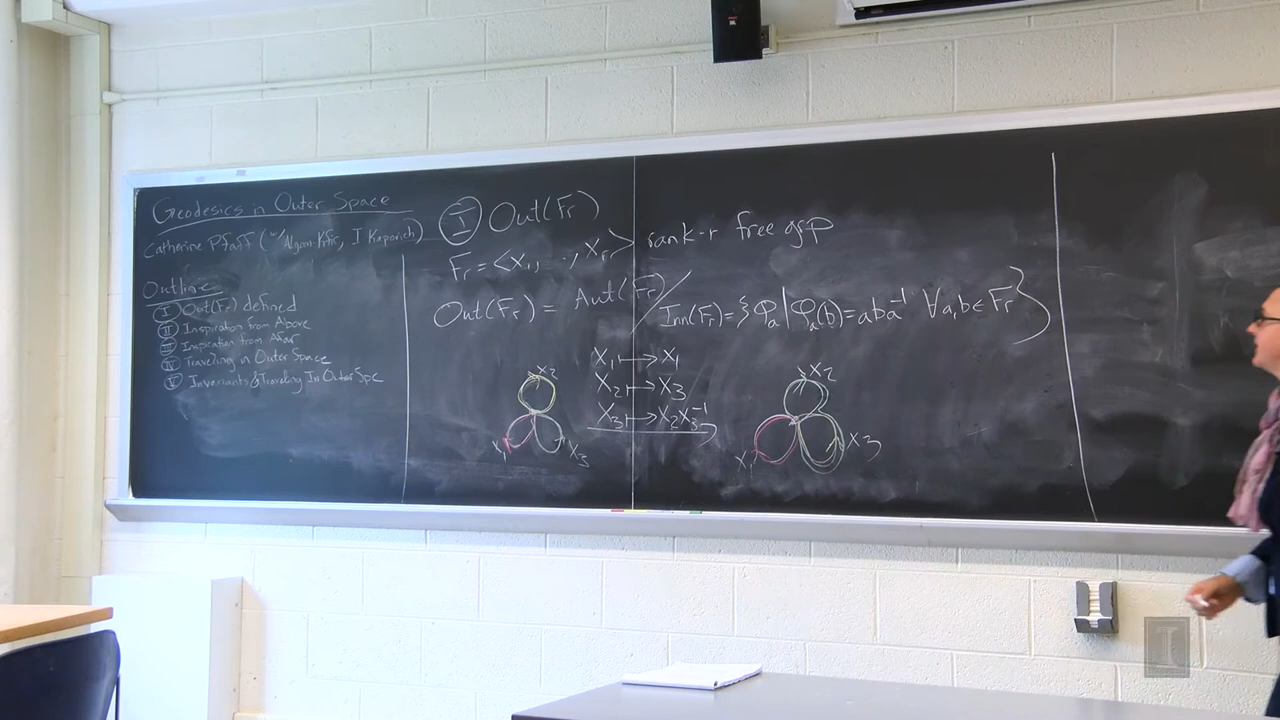 Geodesics in Outer Space
Catherine Pfaff (w/ Algom-Kfir, I Kapovich)
Outline
I Out(Fr) defined
II Inspiration from Above
III Inspiration from Afar
IV Traveling in Outer Space
V Invariants & Traveling In Outer Spc
I Out(Fr)
Fr = <x1, .., xr> rank-r free grp
Out(Fr) = Aut(Fr) / Inn(Fr) = {φa | φa(b) = aba⁻¹ ∀a,b ∈ Fr}
x1 ↦ x1
x2 ↦ x3
x3 ↦ x2x3⁻¹
x2
x1
x3
x2
x1
x3